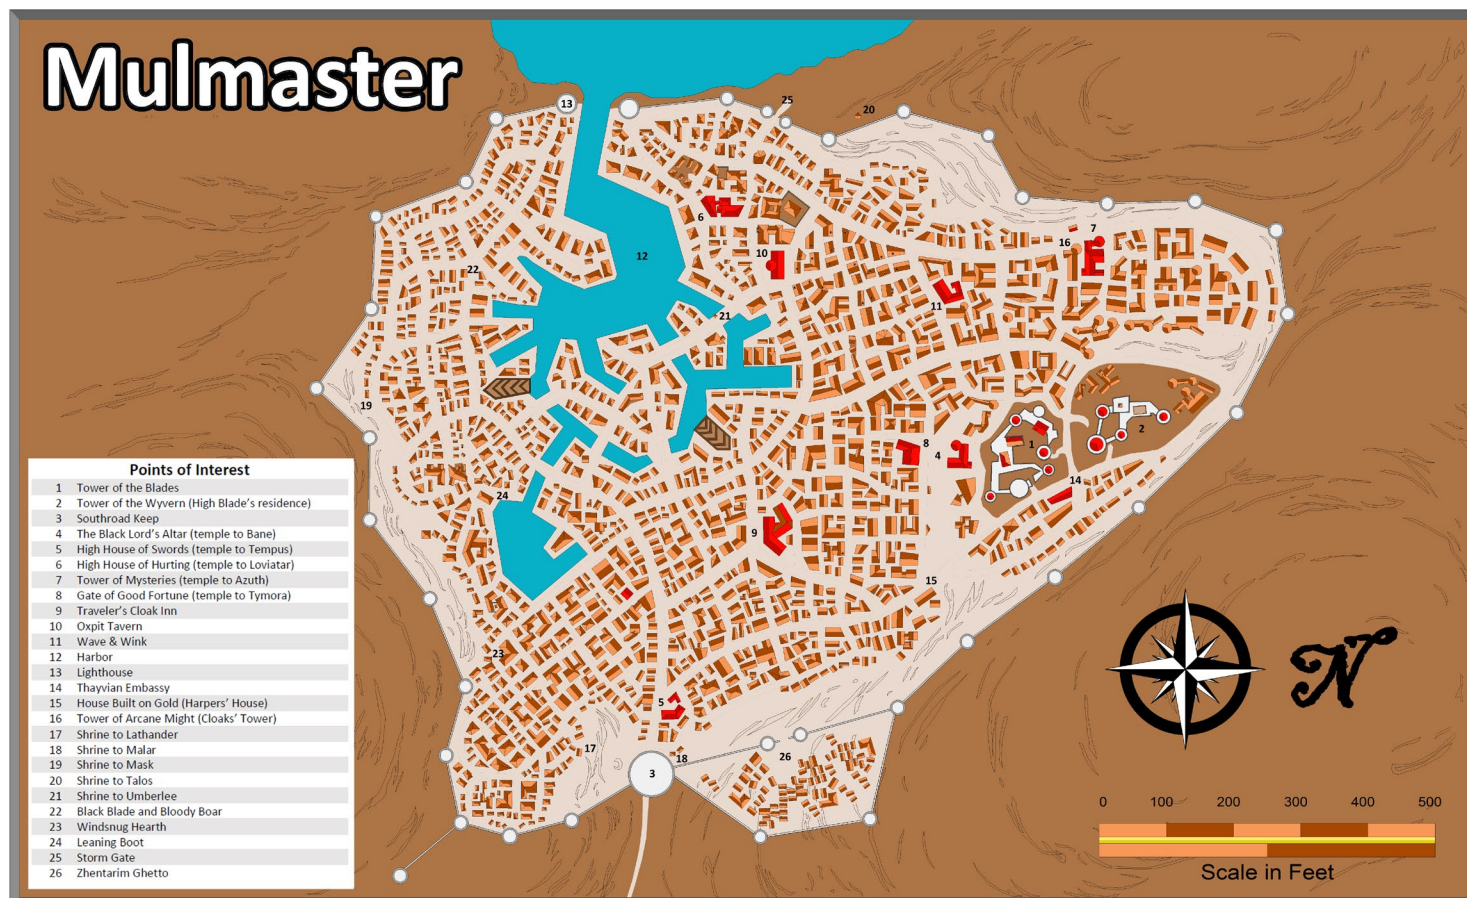 Mulmaster
13
25
20
6
7
16
10
12
22
11
21
19
8
4
1
2
14
24
9
15
23
5
17
18
3
26
Points of Interest
1 Tower of the Blades
2 Tower of the Wyvern (High Blade's residence)
3 Southroad Keep
4 The Black Lord's Altar (temple to Bane)
5 High House of Swords (temple to Tempus)
6 High House of Hurting (temple to Loviatar)
7 Tower of Mysteries (temple to Azuth)
8 Gate of Good Fortune (temple to Tymora)
9 Traveler's Cloak Inn
10 Oxpit Tavern
11 Wave & Wink
12 Harbor
13 Lighthouse
14 Thayvian Embassy
15 House Built on Gold (Harpers' House)
16 Tower of Arcane Might (Cloaks' Tower)
17 Shrine to Lathander
18 Shrine to Malar
19 Shrine to Mask
20 Shrine to Talos
21 Shrine to Umberlee
22 Black Blade and Bloody Boar
23 Windsnug Hearth
24 Leaning Boot
25 Storm Gate
26 Zhentarim Ghetto
N
0 100 200 300 400 500
Scale in Feet